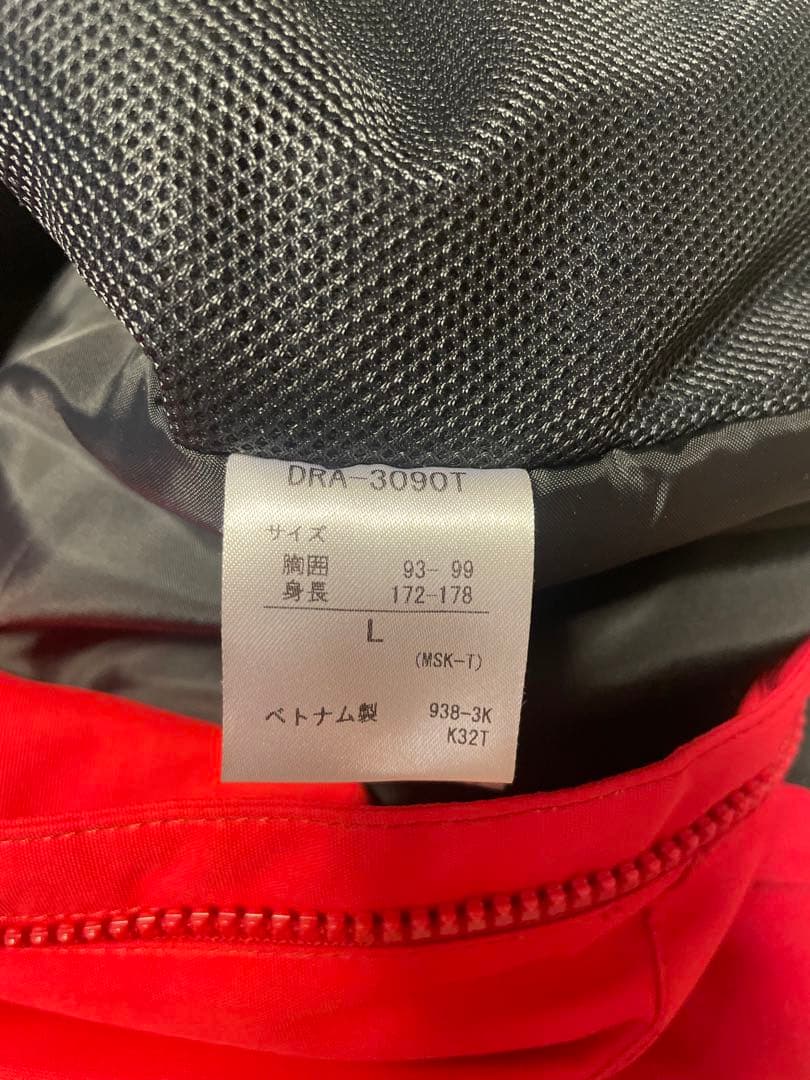 DRA-3090T
サイズ
胸囲 93- 99
身長 172-178
L
(MSK-T)
ベトナム製 938-3K
K32T